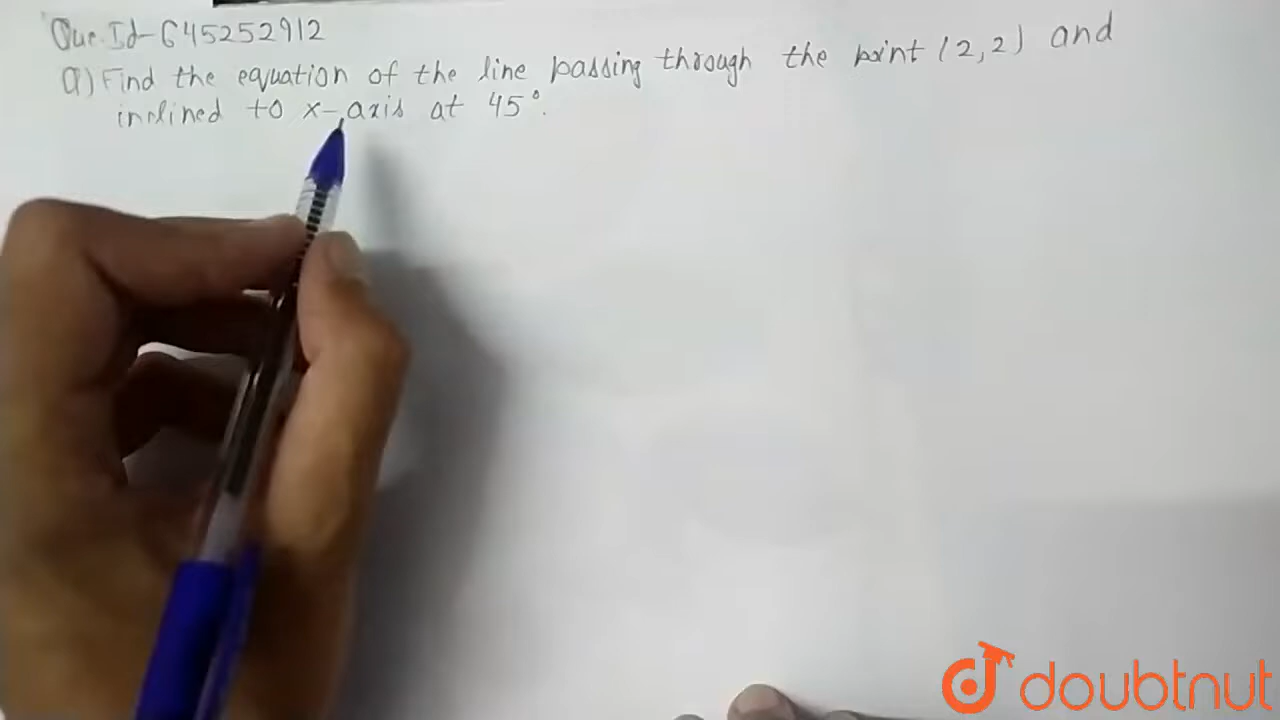 Que. Id-645252912
Q) Find the equation of the line passing through the point (2,2) and
inclined to x-axis at 45°.
doubtnut